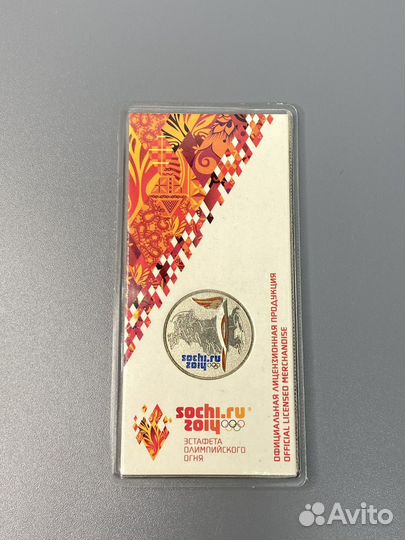 sochi.ru
2014
sochi.ru
2014
ЭСТАФЕТА
ОЛИМПИЙСКОГО
ОГНЯ
ОФИЦИАЛЬНАЯ ЛИЦЕНЗИОННАЯ ПРОДУКЦИЯ
OFFICIAL LICENSED MERCHANDISE
Avito